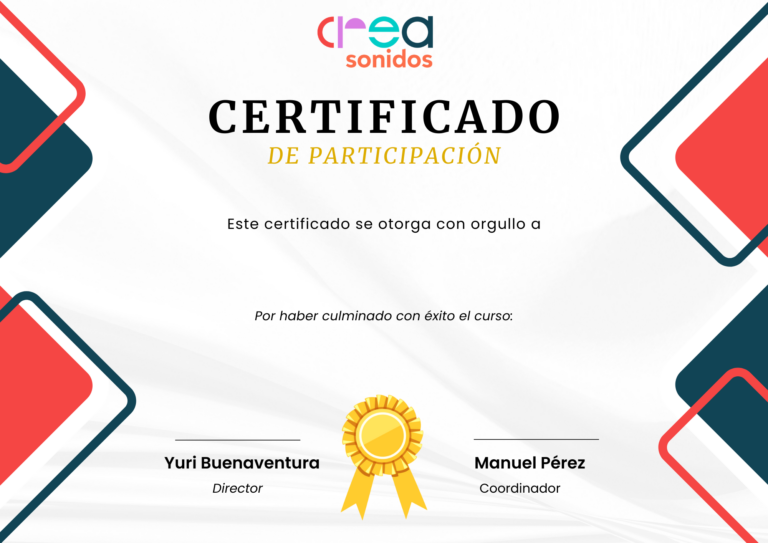 crea
sonidos
CERTIFICADO
DE PARTICIPACIÓN
Este certificado se otorga con orgullo a
Por haber culminado con éxito el curso:
Yuri Buenaventura
Manuel Pérez
Director
Coordinador